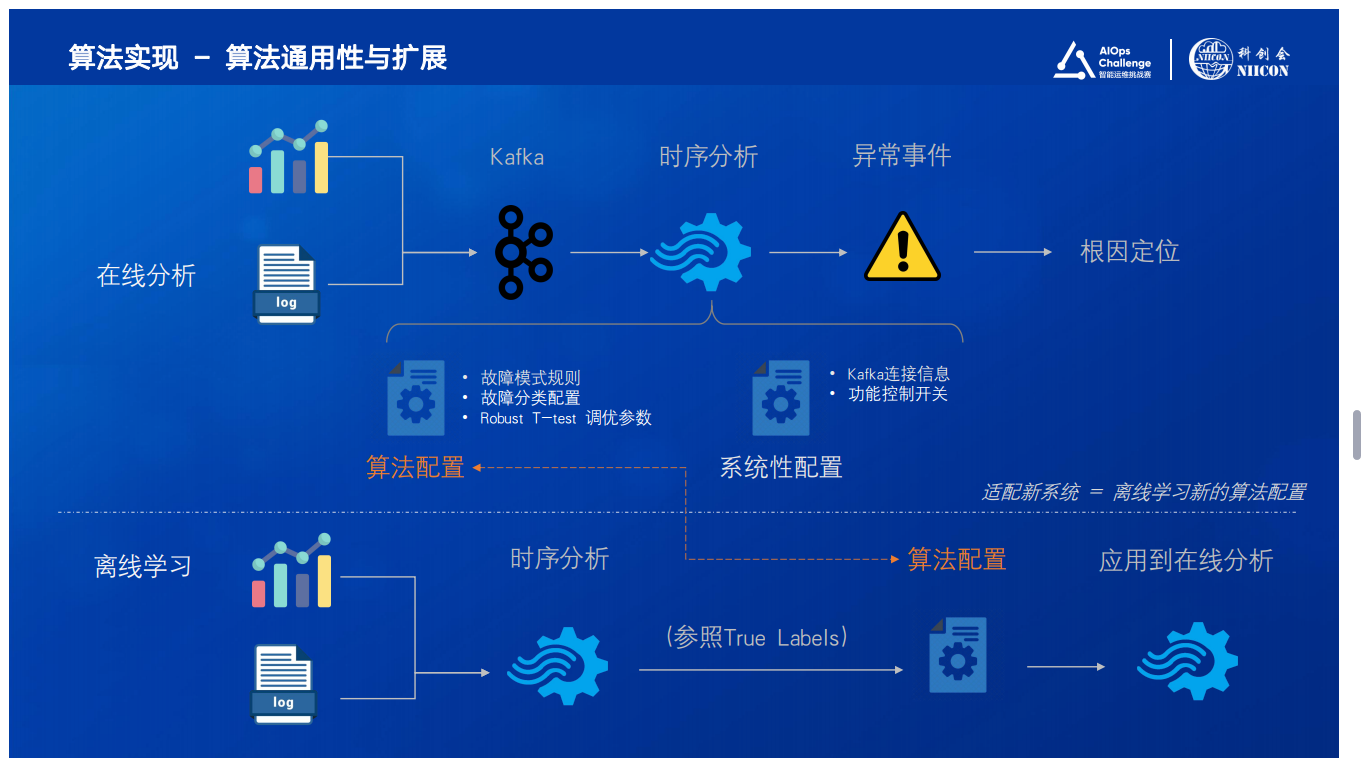 算法实现 - 算法通用性与扩展
AIOps
Challenge
智能运维挑战赛
NIICON
科创会
NIICON
Kafka
时序分析
异常事件
在线分析
log
根因定位
• 故障模式规则
• 故障分类配置
• Robust T-test 调优参数
• Kafka连接信息
• 功能控制开关
算法配置
系统性配置
适配新系统 = 离线学习新的算法配置
离线学习
时序分析
算法配置
应用到在线分析
(参照True Labels)
log